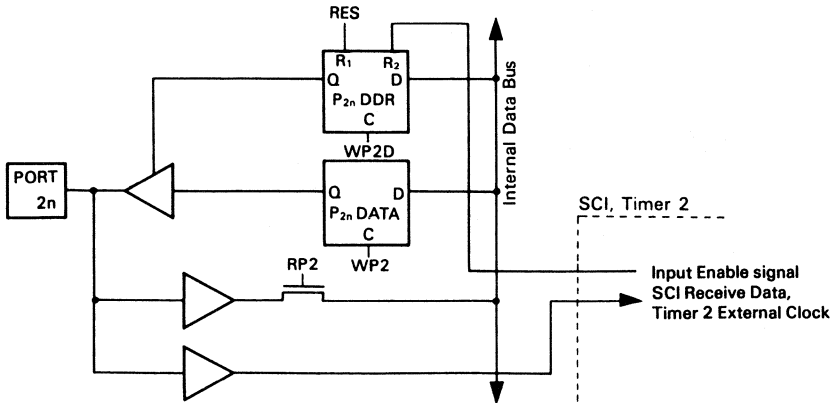 RES
R₁ R₂
Q D
P₂ₙ DDR
C
WP2D
Internal Data Bus
PORT
2n
Q D
P₂ₙ DATA
C
WP2
SCI, Timer 2
RP2
Input Enable signal
SCI Receive Data,
Timer 2 External Clock